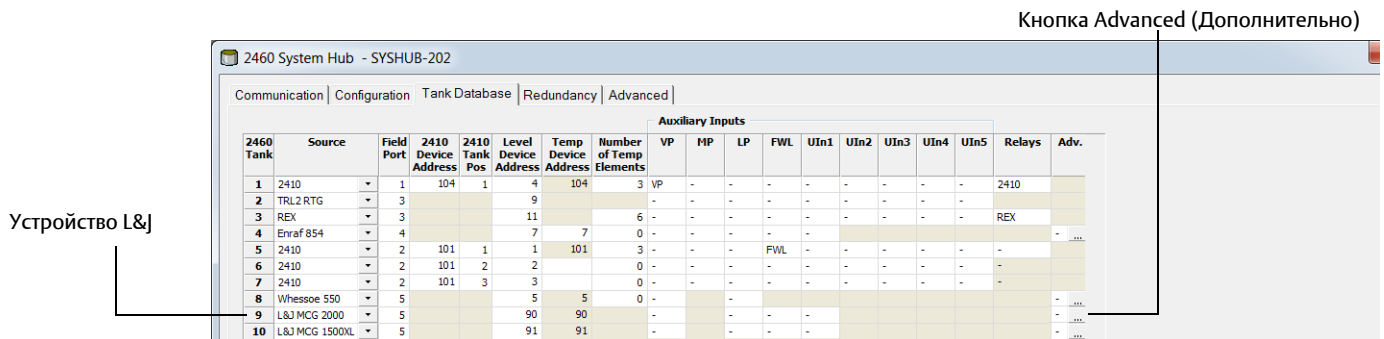 Кнопка Advanced (Дополнительно)
2460 System Hub - SYSHUB-202
Communication Configuration Tank Database Redundancy Advanced
Auxiliary Inputs
2460 Tank Source Field Port 2410 Device Address 2410 Tank Pos Level Device Address Temp Device Address Number of Temp Elements VP MP LP FWL UIn1 UIn2 UIn3 UIn4 UIn5 Relays Adv.
1 2410 1 104 1 4 104 3 VP - - - - - - - - 2410
2 TRL2 RTG 3 9 - - - - - - - - -
Устройство L&J
3 REX 3 11 6 - - - - - - - - - REX
4 Enraf 854 4 7 7 0 - - - - - - ...
5 2410 2 101 1 1 101 3 - - - FWL - - - - - -
6 2410 2 101 2 2 0 - - - - - - - - - -
7 2410 2 101 3 3 0 - - - - - - - - - -
8 Whessoe 550 5 5 5 0 - - - ...
9 L&J MCG 2000 5 90 90 - - - - - ...
10 L&J MCG 1500XL 5 91 91 - - - - - ...